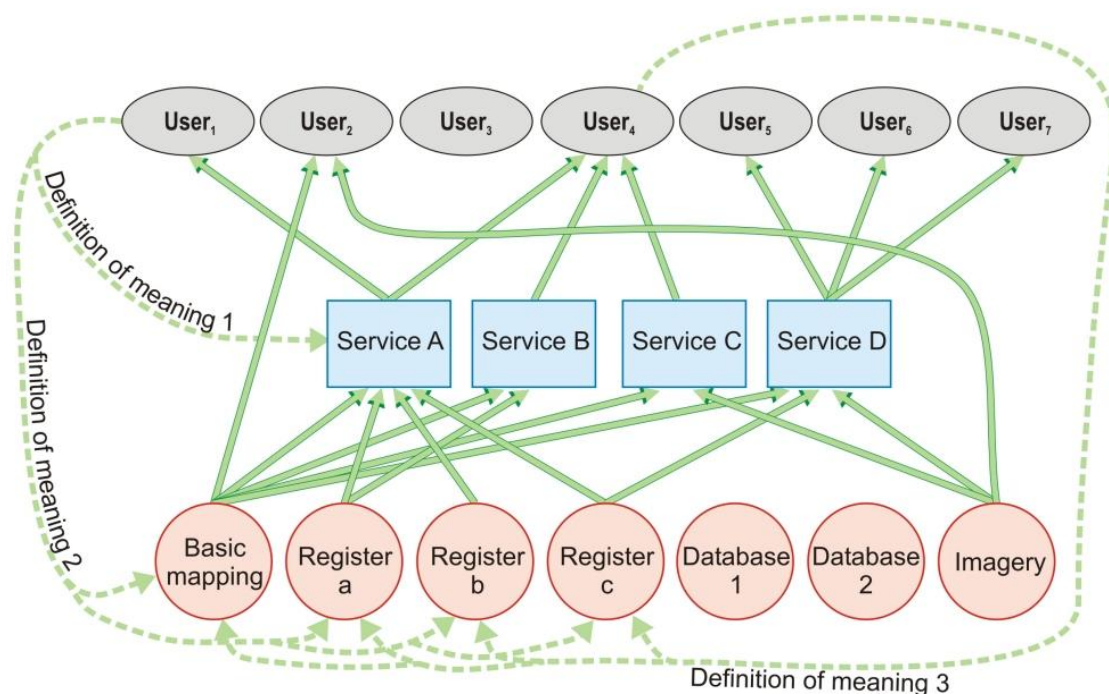 User₁
User₂
User₃
User₄
User₅
User₆
User₇
Definition of meaning 1
Definition of meaning 2
Service A
Service B
Service C
Service D
Basic
mapping
Register
a
Register
b
Register
c
Database
1
Database
2
Imagery
Definition of meaning 3